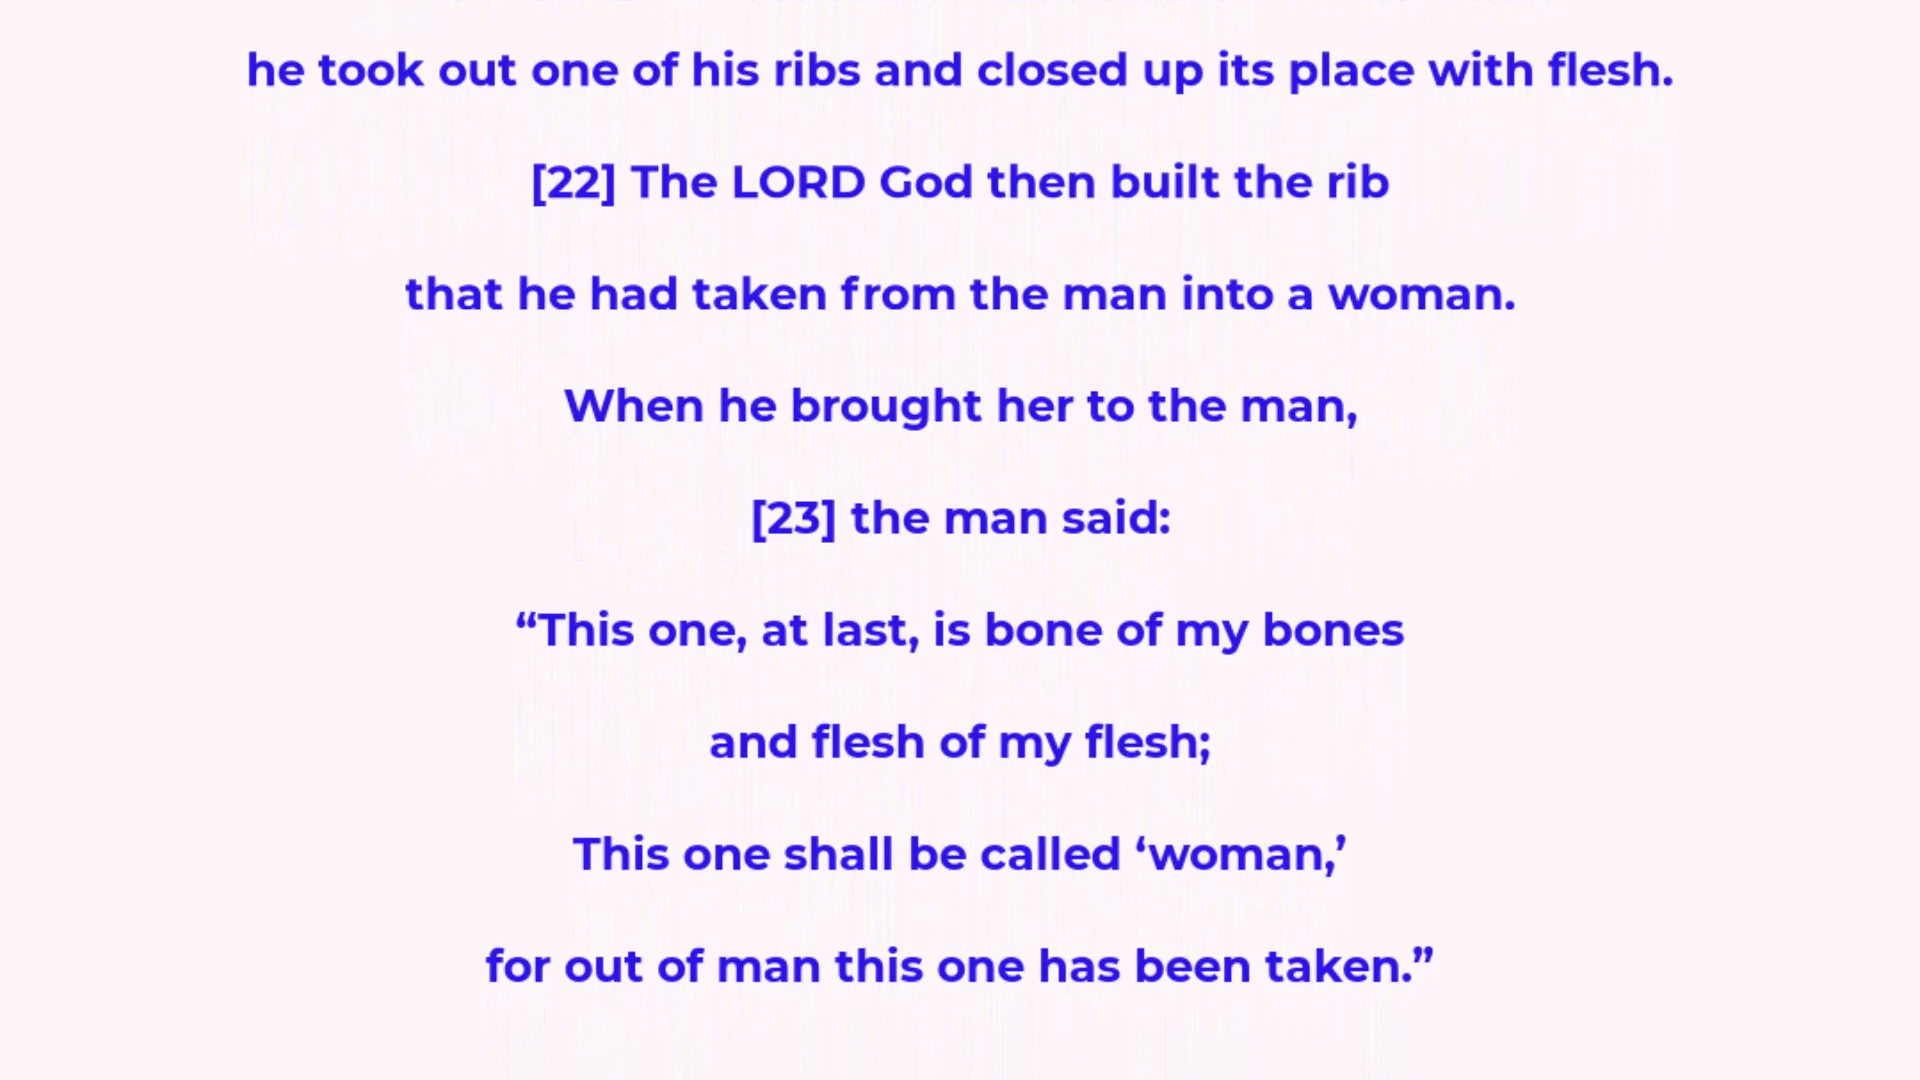 he took out one of his ribs and closed up its place with flesh.
[22] The LORD God then built the rib
that he had taken from the man into a woman.
When he brought her to the man,
[23] the man said:
“This one, at last, is bone of my bones
and flesh of my flesh;
This one shall be called ‘woman,’
for out of man this one has been taken.”